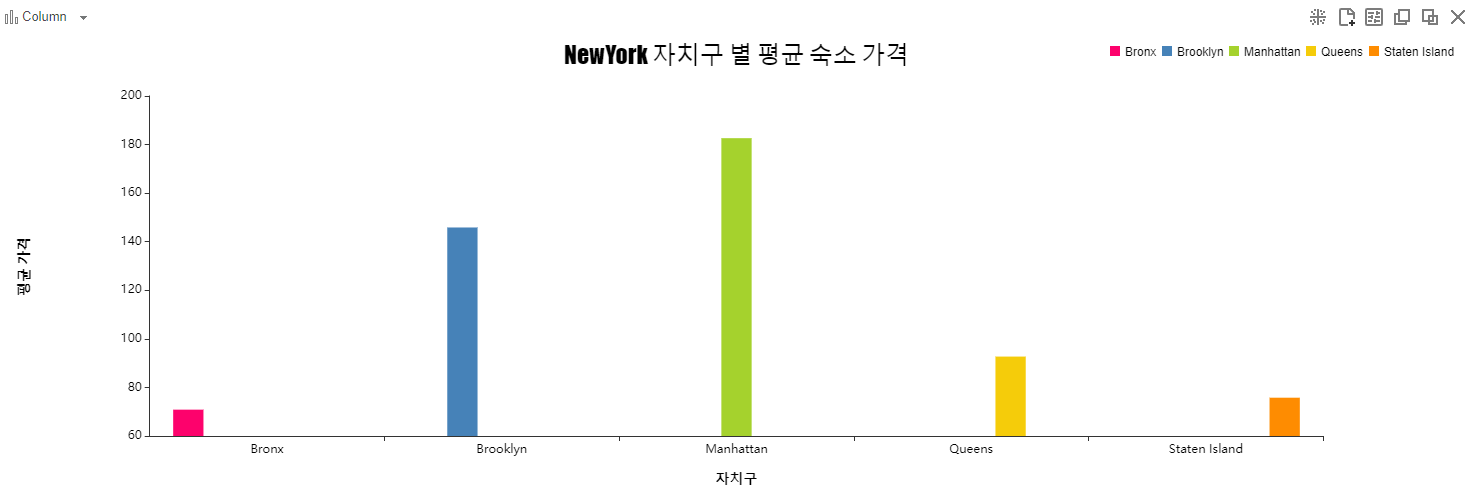 Column
NewYork 자치구 별 평균 숙소 가격
Bronx Brooklyn Manhattan Queens Staten Island
평균 가격
200
180
160
140
120
100
80
60
Bronx Brooklyn Manhattan Queens Staten Island
자치구